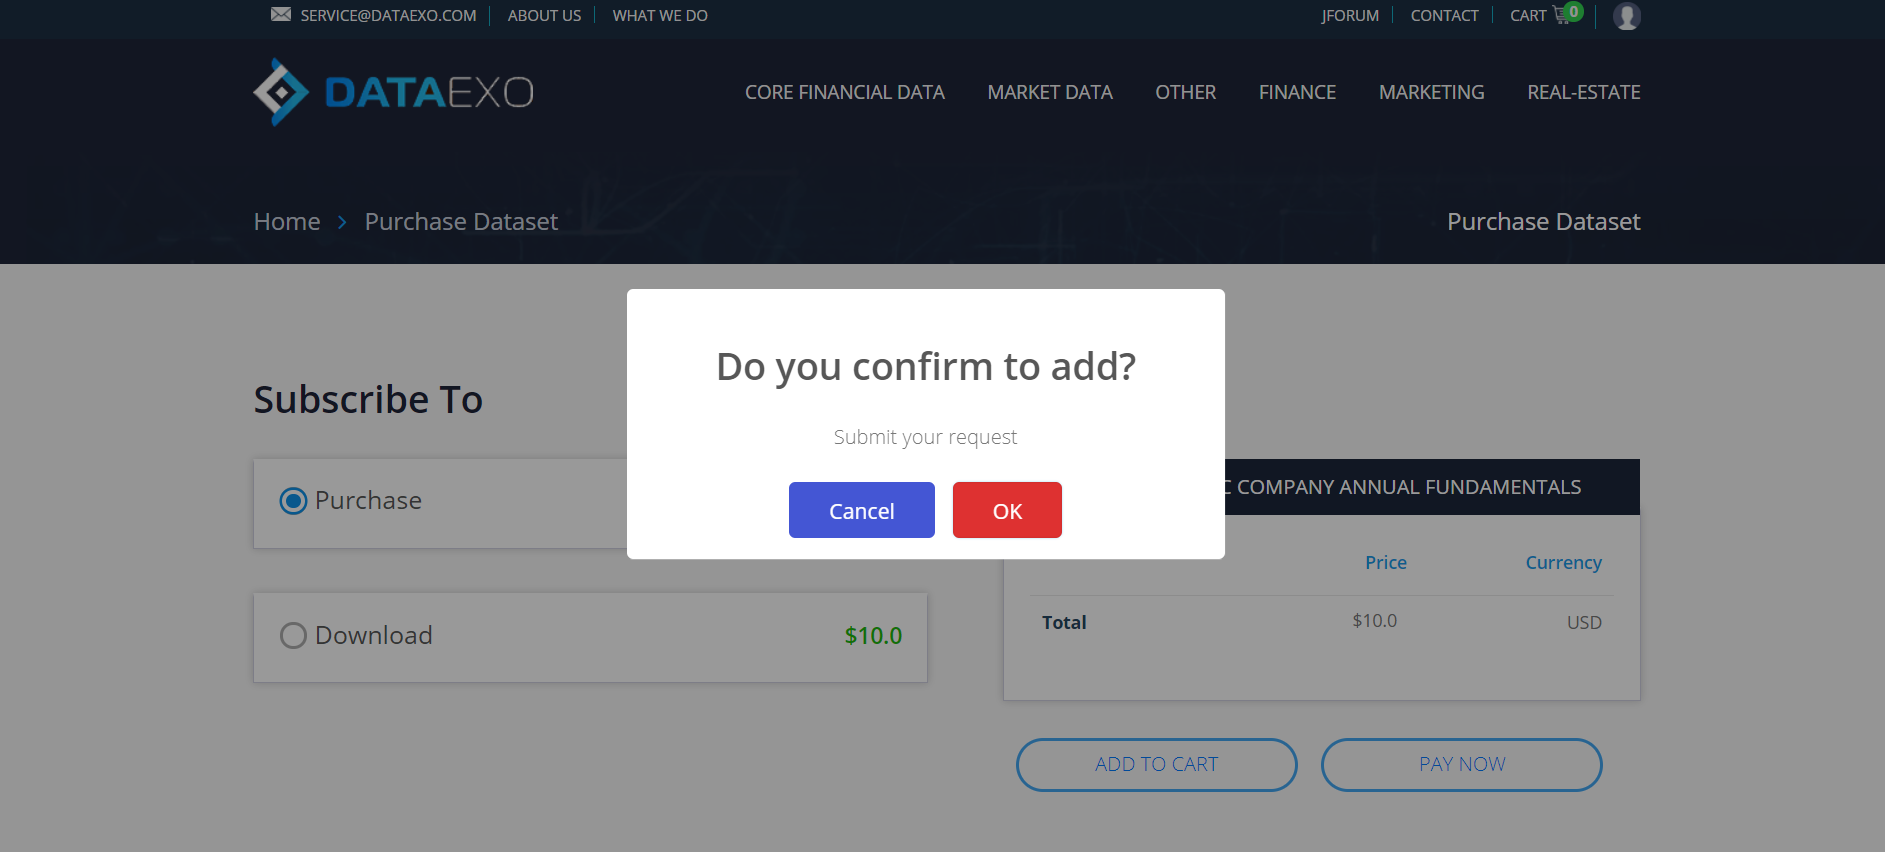 SERVICE@DATAEXO.COM ABOUT US WHAT WE DO JFORUM CONTACT CART 0
DATAEXO CORE FINANCIAL DATA MARKET DATA OTHER FINANCE MARKETING REAL-ESTATE
Home > Purchase Dataset Purchase Dataset
Do you confirm to add?
Submit your request
Cancel OK
Subscribe To
Purchase
Download $10.0
C COMPANY ANNUAL FUNDAMENTALS
Price Currency
Total $10.0 USD
ADD TO CART PAY NOW